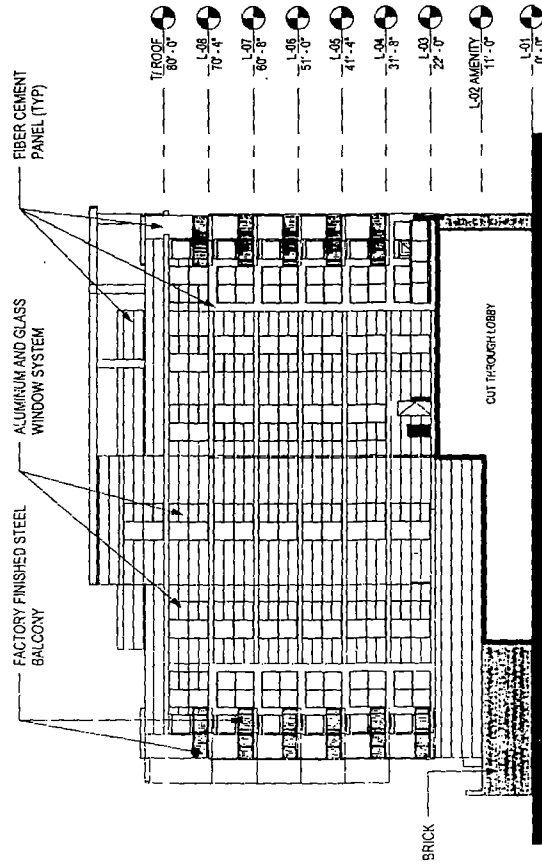 FACTORY FINISHED STEEL
BALCONY
ALUMINUM AND GLASS
WINDOW SYSTEM
FIBER CEMENT
PANEL (TYP)
T/ ROOF
80' - 0"
L-08
70' - 4"
L-07
60' - 8"
L-06
51' - 0"
L-05
41' - 4"
L-04
31' - 8"
L-03
22' - 0"
L-02 AMENITY
11' - 0"
L-01
0' - 0"
CUT THROUGH LOBBY
BRICK